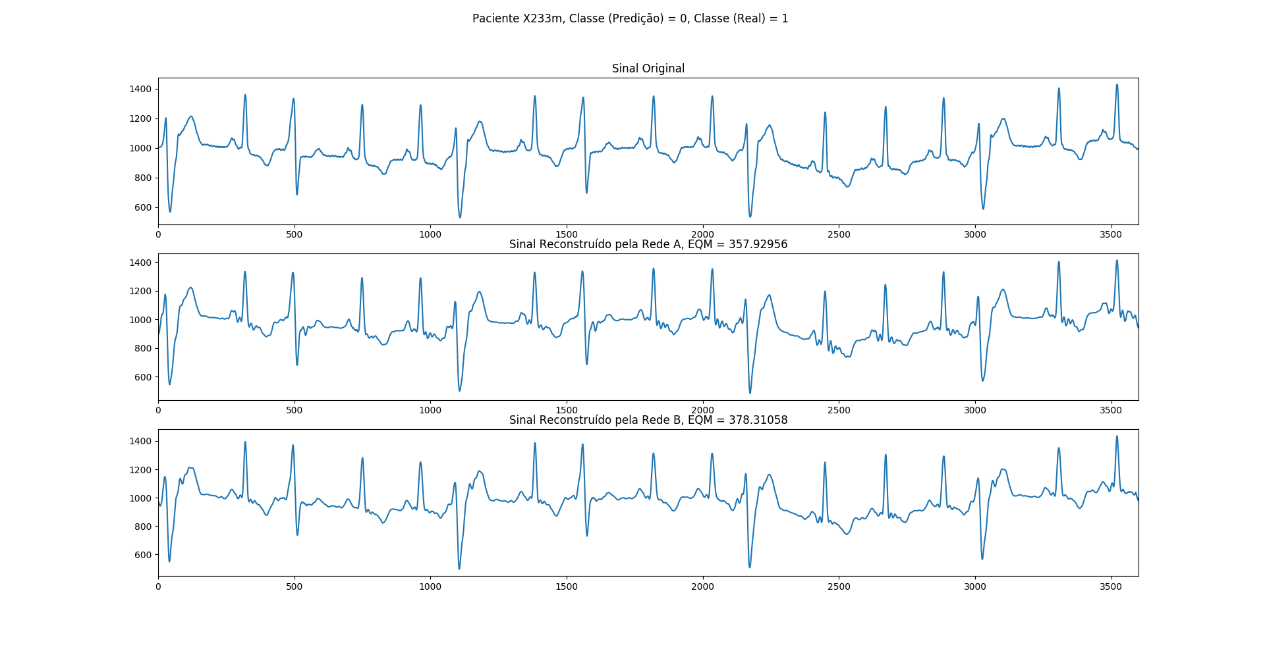 Paciente X233m, Classe (Predição) = 0, Classe (Real) = 1
Sinal Original
1400
1200
1000
800
600
0 500 1000 1500 2000 2500 3000 3500
Sinal Reconstruído pela Rede A, EQM = 357.92956
1400
1200
1000
800
600
0 500 1000 1500 2000 2500 3000 3500
Sinal Reconstruído pela Rede B, EQM = 378.31058
1400
1200
1000
800
600
0 500 1000 1500 2000 2500 3000 3500